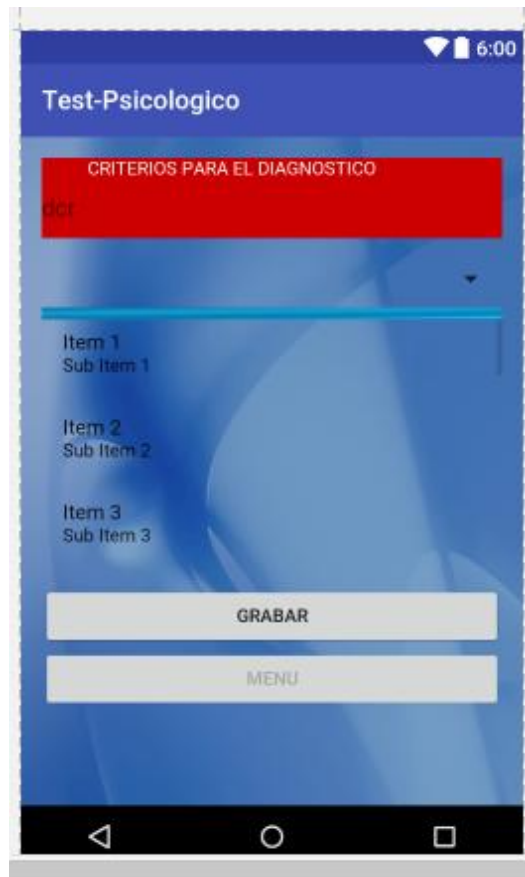 6:00
Test-Psicologico
CRITERIOS PARA EL DIAGNOSTICO
dcr
Item 1
Sub Item 1
Item 2
Sub Item 2
Item 3
Sub Item 3
GRABAR
MENU